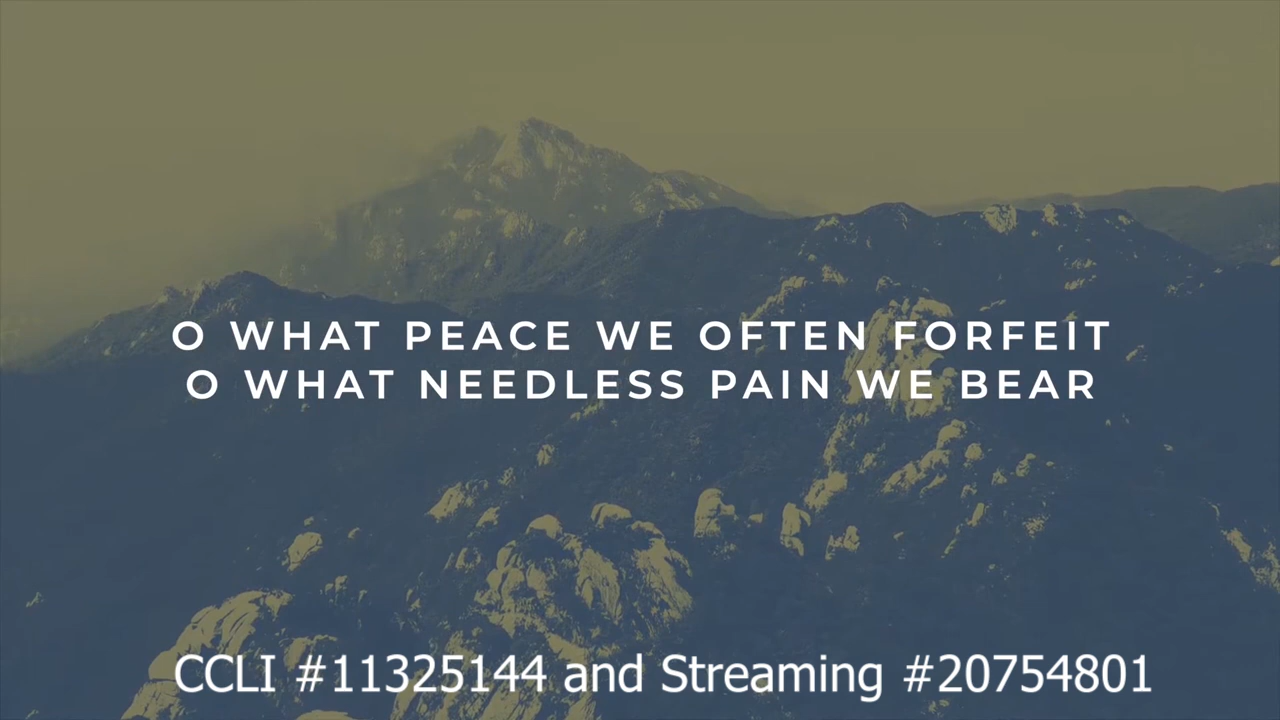 O WHAT PEACE WE OFTEN FORFEIT
O WHAT NEEDLESS PAIN WE BEAR
CCLI #11325144 and Streaming #20754801